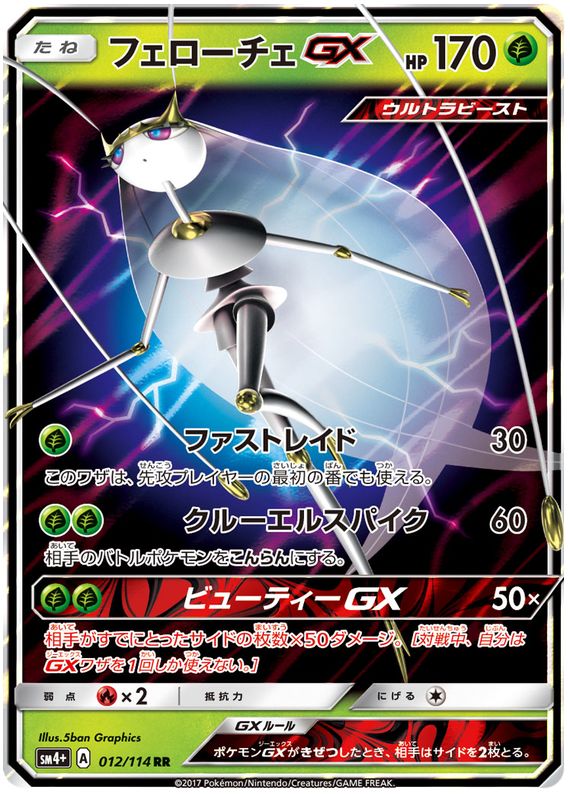 たね フェローチェGX HP 170
ウルトラビースト
ファストレイド 30
このワザは、先攻プレイヤーの最初の番でも使える。
クルーエルスパイク 60
相手のバトルポケモンをこんらんにする。
ビューティーGX 50×
相手がすでにとったサイドの枚数×50ダメージ。[対戦中、自分は
GXワザを1回しか使えない。]
弱点 ×2 抵抗力 にげる
Illus.5ban Graphics
GXルール
ポケモンGXがきぜつしたとき、相手はサイドを2枚とる。
SM4+ A 012/114 RR
©2017 Pokémon/Nintendo/Creatures/GAME FREAK.